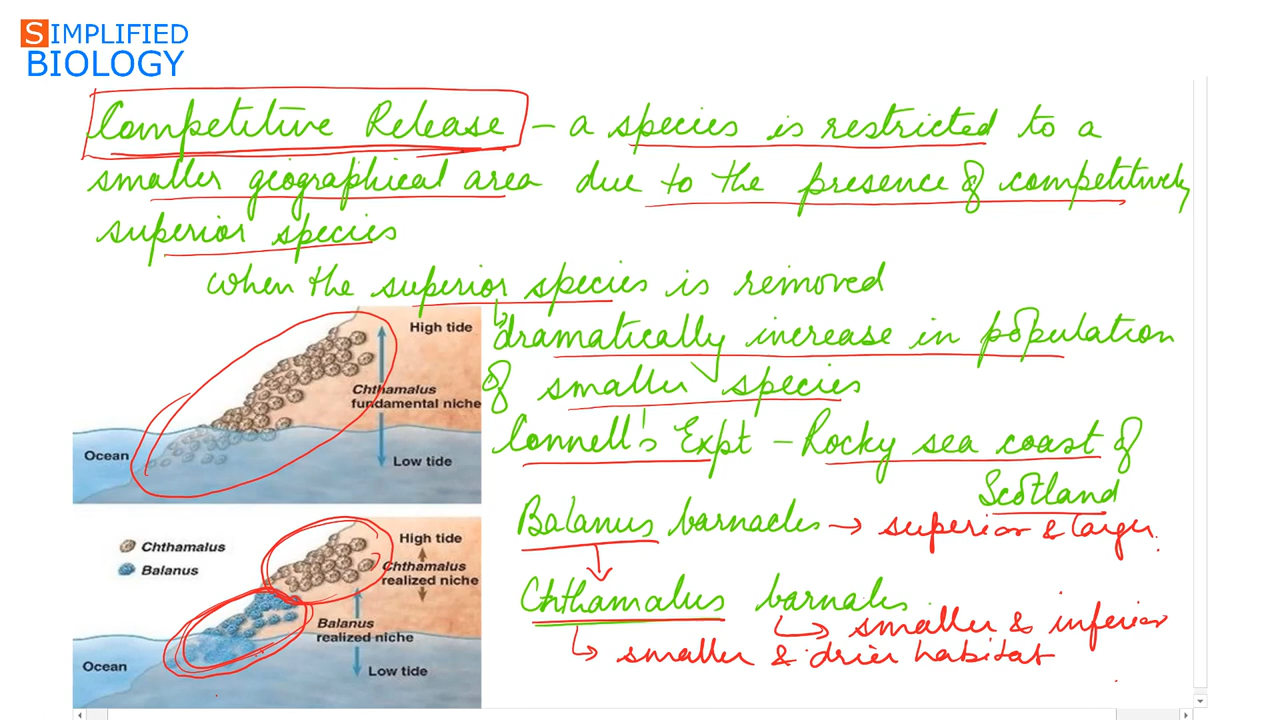 SIMPLIFIED
BIOLOGY
Competitive Release – a species is restricted to a
smaller geographical area due to the presence of competitively
superior species
when the superior species is removed
dramatically increase in population
of smaller species
High tide
Chthamalus
fundamental niche
Ocean
Low tide
Connell's Expt – Rocky sea coast of
Scotland
Balanus barnacles → superior & larger.
Chthamalus barnales
smaller & inferior
smaller & drier habitat
Chthamalus
Balanus
High tide
Chthamalus
realized niche
Balanus
realized niche
Ocean
Low tide